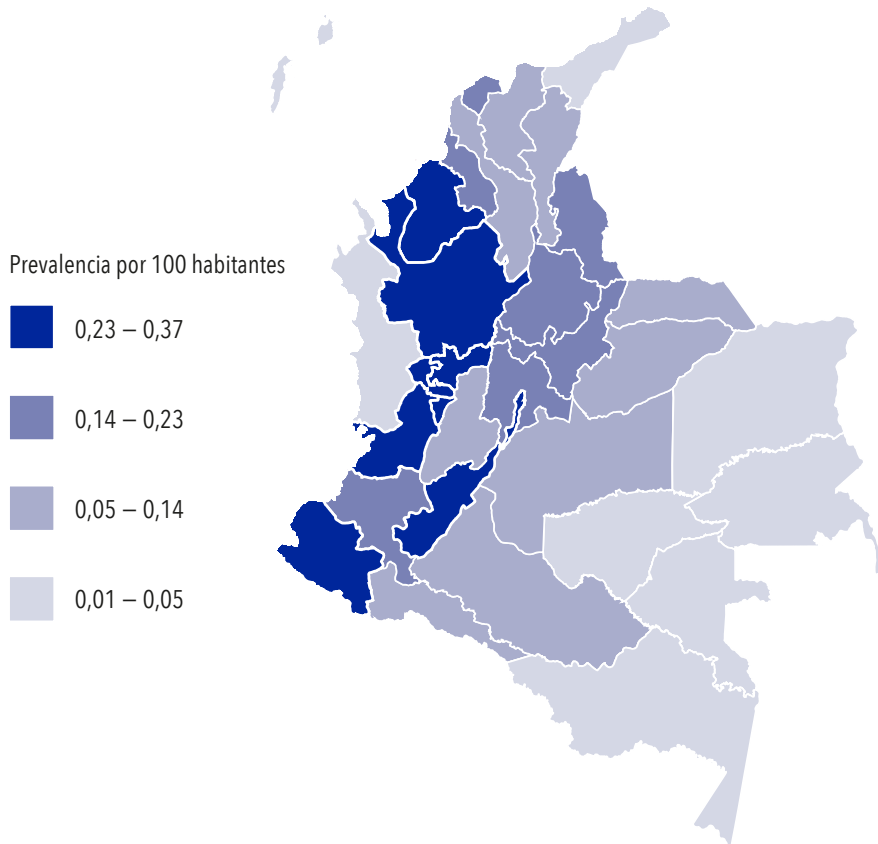 Prevalencia por 100 habitantes
0,23 – 0,37
0,14 – 0,23
0,05 – 0,14
0,01 – 0,05